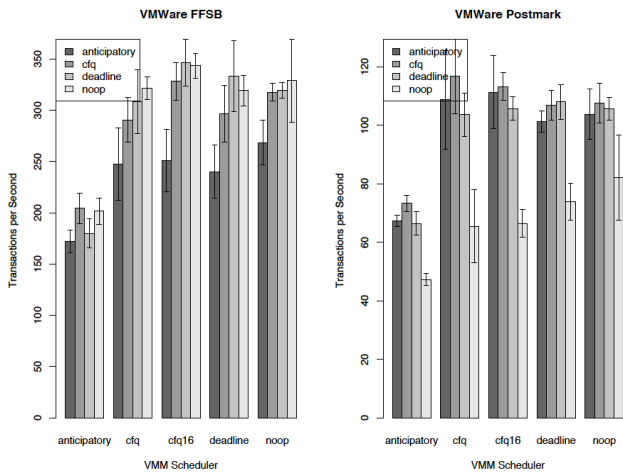 VMWare FFSB
anticipatory
cfq
deadline
noop
Transactions per Second
0
50
100
150
200
250
300
350
anticipatory cfq cfq16 deadline noop
VMM Scheduler
VMWare Postmark
anticipatory
cfq
deadline
noop
Transactions per Second
0
20
40
60
80
100
120
anticipatory cfq cfq16 deadline noop
VMM Scheduler